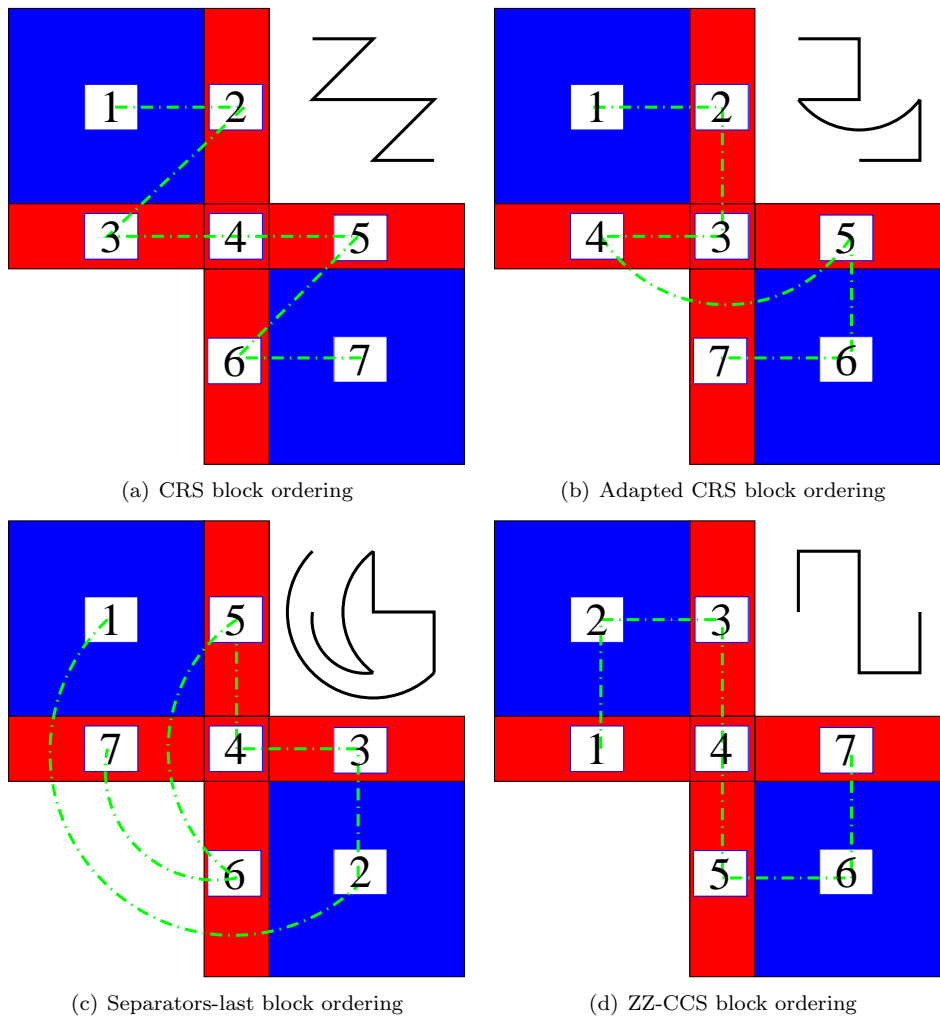 1 2 1 2
3 4 5 4 3 5
6 7 7 6
(a) CRS block ordering (b) Adapted CRS block ordering
1 5 2 3
7 4 3 1 4 7
6 2 5 6
(c) Separators-last block ordering (d) ZZ-CCS block ordering